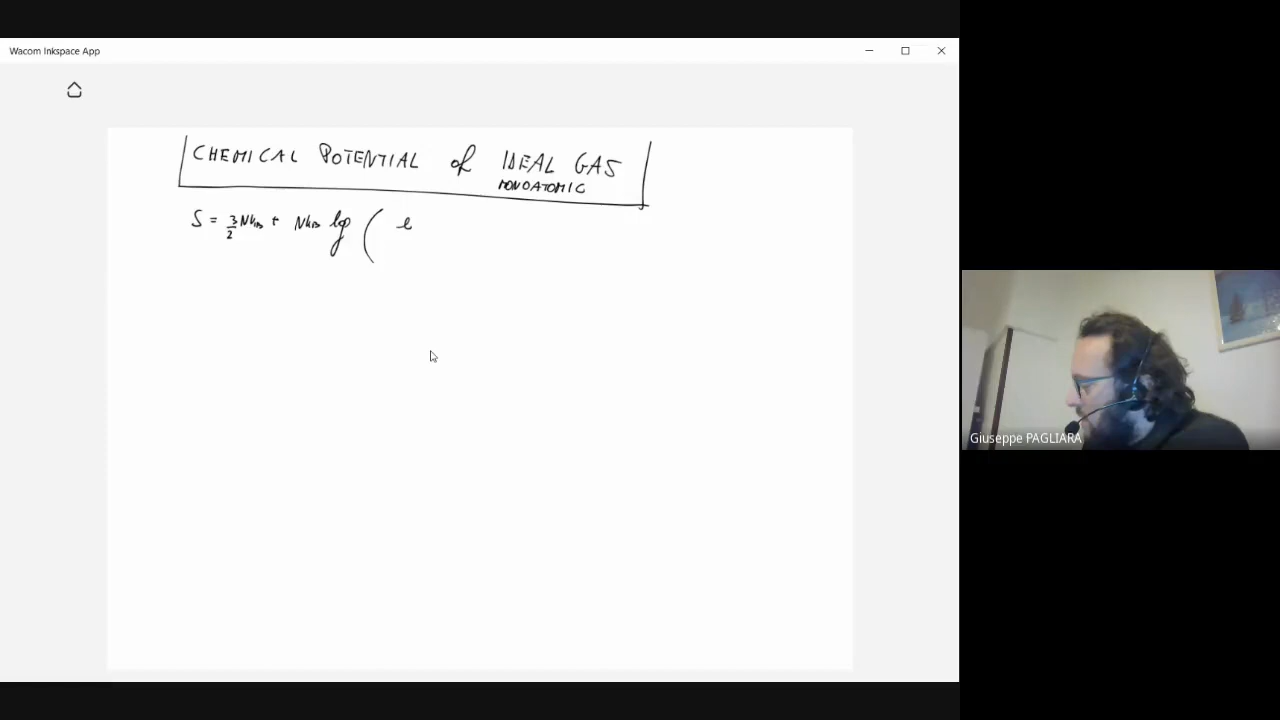 Wacom Inkspace App
CHEMICAL POTENTIAL of IDEAL GAS
MONOATOMIC
S = 3/2 NkB + NkB log ( e
Giuseppe PAGLIARA